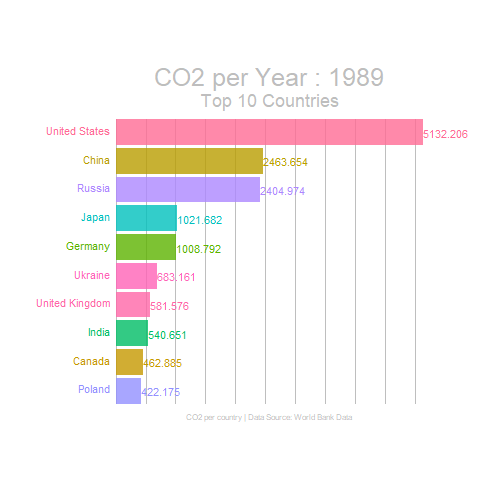 CO2 per Year : 1989
Top 10 Countries
United States 5132.206
China 2463.654
Russia 2404.974
Japan 1021.682
Germany 1008.792
Ukraine 683.161
United Kingdom 581.576
India 540.651
Canada 462.885
Poland 422.175
CO2 per country | Data Source: World Bank Data